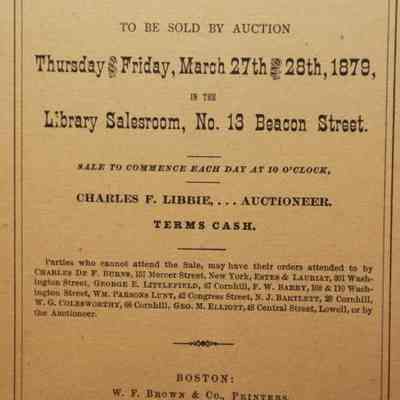 TO BE SOLD BY AUCTION
Thursday & Friday, March 27th & 28th, 1879,
IN THE
Library Salesroom, No. 13 Beacon Street.
SALE TO COMMENCE EACH DAY AT 10 O'CLOCK,
CHARLES F. LIBBIE, . . . AUCTIONEER.
TERMS CASH.
Parties who cannot attend the Sale, may have their orders attended to by
CHARLES DE F. BURNS, 157 Mercer Street, New York, ESTES & LAURIAT, 301 Wash-
ington Street, GEORGE E. LITTLEFIELD, 67 Cornhill, F. W. BARRY, 108 & 110 Wash-
ington Street, WM. PARSONS LUNT, 42 Congress Street, N. J. BARTLETT, 28 Cornhill,
W. G. COLESWORTHY, 66 Cornhill, GEO. M. ELLIOTT, 48 Central Street, Lowell, or by
the Auctioneer.
BOSTON:
W. F. BROWN & CO., PRINTERS,